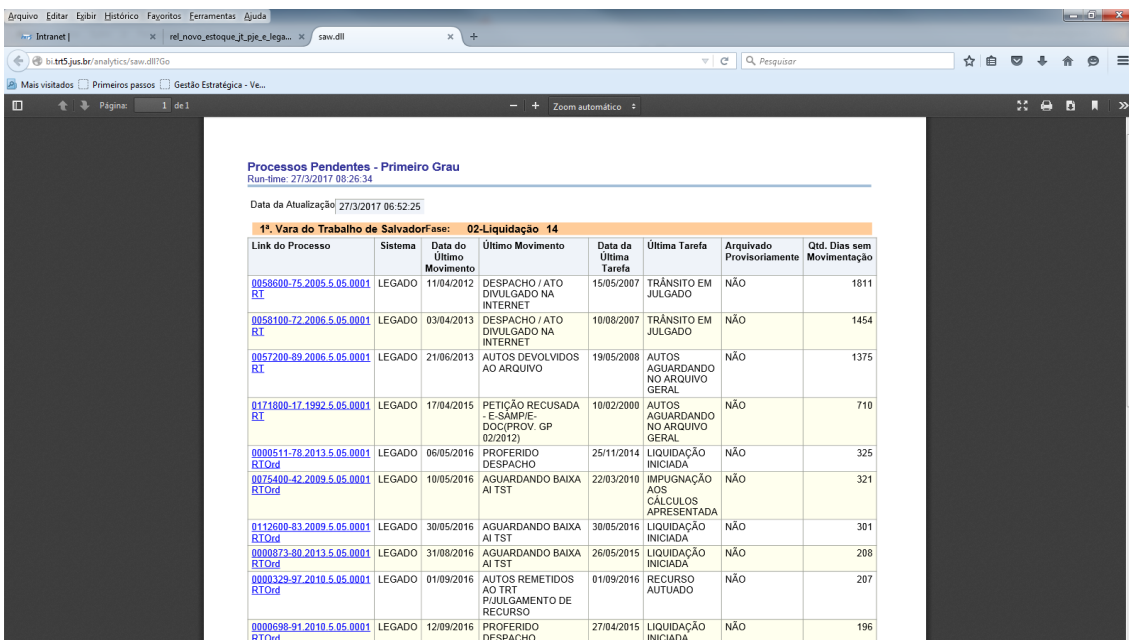 Arquivo Editar Exibir Histórico Favoritos Ferramentas Ajuda
Intranet |
rel_novo_estoque_jt_pje_e_lega...
saw.dll
bi.trt5.jus.br/analytics/saw.dll?Go
Pesquisar
Mais visitados Primeiros passos Gestão Estratégica - Ve...
Página: 1 de 1
Zoom automático
Processos Pendentes - Primeiro Grau
Run-time: 27/3/2017 08:26:34
Data da Atualização 27/3/2017 06:52:25
1ª. Vara do Trabalho de Salvador Fase: 02-Liquidação 14
Link do Processo Sistema Data do Último Movimento Último Movimento Data da Última Tarefa Última Tarefa Arquivado Provisoriamente Qtd. Dias sem Movimentação
0058600-75.2005.5.05.0001 RT LEGADO 11/04/2012 DESPACHO / ATO DIVULGADO NA INTERNET 15/05/2007 TRÂNSITO EM JULGADO NÃO 1811
0058100-72.2006.5.05.0001 RT LEGADO 03/04/2013 DESPACHO / ATO DIVULGADO NA INTERNET 10/08/2007 TRÂNSITO EM JULGADO NÃO 1454
0057200-89.2006.5.05.0001 RT LEGADO 21/06/2013 AUTOS DEVOLVIDOS AO ARQUIVO 19/05/2008 AUTOS AGUARDANDO NO ARQUIVO GERAL NÃO 1375
0171800-17.1992.5.05.0001 RT LEGADO 17/04/2015 PETIÇÃO RECUSADA - E-SAMP/E-DOC(PROV. GP 02/2012) 10/02/2000 AUTOS AGUARDANDO NO ARQUIVO GERAL NÃO 710
0000511-78.2013.5.05.0001 RTOrd LEGADO 06/05/2016 PROFERIDO DESPACHO 25/11/2014 LIQUIDAÇÃO INICIADA NÃO 325
0075400-42.2009.5.05.0001 RTOrd LEGADO 10/05/2016 AGUARDANDO BAIXA AI TST 22/03/2010 IMPUGNAÇÃO AOS CÁLCULOS APRESENTADA NÃO 321
0112600-83.2009.5.05.0001 RTOrd LEGADO 30/05/2016 AGUARDANDO BAIXA AI TST 30/05/2016 LIQUIDAÇÃO INICIADA NÃO 301
0000873-80.2013.5.05.0001 RTOrd LEGADO 31/08/2016 AGUARDANDO BAIXA AI TST 26/05/2015 LIQUIDAÇÃO INICIADA NÃO 208
0000329-97.2010.5.05.0001 RTOrd LEGADO 01/09/2016 AUTOS REMETIDOS AO TRT P/JULGAMENTO DE RECURSO 01/09/2016 RECURSO AUTUADO NÃO 207
0000698-91.2010.5.05.0001 RTOrd LEGADO 12/09/2016 PROFERIDO DESPACHO 27/04/2015 LIQUIDAÇÃO INICIADA NÃO 196